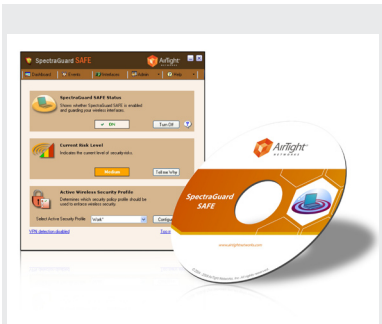 SpectraGuard SAFE
AirTight
NETWORKS
Dashboard
Events
Interfaces
Admin
Help
SpectraGuard SAFE Status
Shows whether SpectraGuard SAFE is enabled
and guarding your wireless interfaces.
ON
Turn Off
?
Current Risk Level
Indicates the current level of security risks.
Medium
Tell me Why
Active Wireless Security Profile
Determines which security policy profile should be
used to enforce wireless security.
Select Active Security Profile:
Work*
VPN detection disabled
AirTight
NETWORKS
SpectraGuard
SAFE
www.airtightnetworks.com